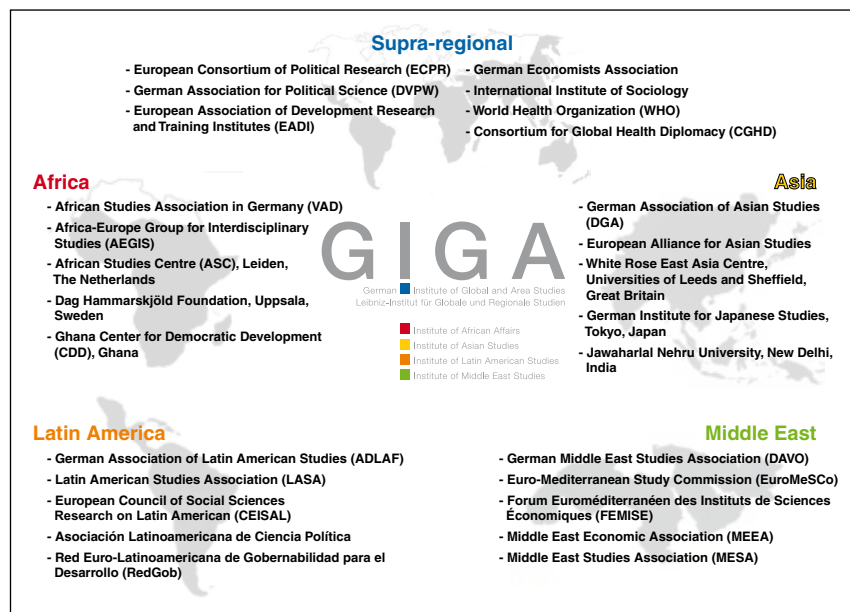 Supra-regional
- European Consortium of Political Research (ECPR)
- German Association for Political Science (DVPW)
- European Association of Development Research
and Training Institutes (EADI)
- German Economists Association
- International Institute of Sociology
- World Health Organization (WHO)
- Consortium for Global Health Diplomacy (CGHD)
Africa
- African Studies Association in Germany (VAD)
- Africa-Europe Group for Interdisciplinary
Studies (AEGIS)
- African Studies Centre (ASC), Leiden,
The Netherlands
- Dag Hammarskjöld Foundation, Uppsala,
Sweden
- Ghana Center for Democratic Development
(CDD), Ghana
GIGA
German Institute of Global and Area Studies
Leibniz-Institut für Globale und Regionale Studien
Institute of African Affairs
Institute of Asian Studies
Institute of Latin American Studies
Institute of Middle East Studies
Asia
- German Association of Asian Studies
(DGA)
- European Alliance for Asian Studies
- White Rose East Asia Centre,
Universities of Leeds and Sheffield,
Great Britain
- German Institute for Japanese Studies,
Tokyo, Japan
- Jawaharlal Nehru University, New Delhi,
India
Latin America
- German Association of Latin American Studies (ADLAF)
- Latin American Studies Association (LASA)
- European Council of Social Sciences
Research on Latin American (CEISAL)
- Asociación Latinoamericana de Ciencia Política
- Red Euro-Latinoamericana de Gobernabilidad para el
Desarrollo (RedGob)
Middle East
- German Middle East Studies Association (DAVO)
- Euro-Mediterranean Study Commission (EuroMeSCo)
- Forum Euroméditerranéen des Instituts de Sciences
Économiques (FEMISE)
- Middle East Economic Association (MEEA)
- Middle East Studies Association (MESA)